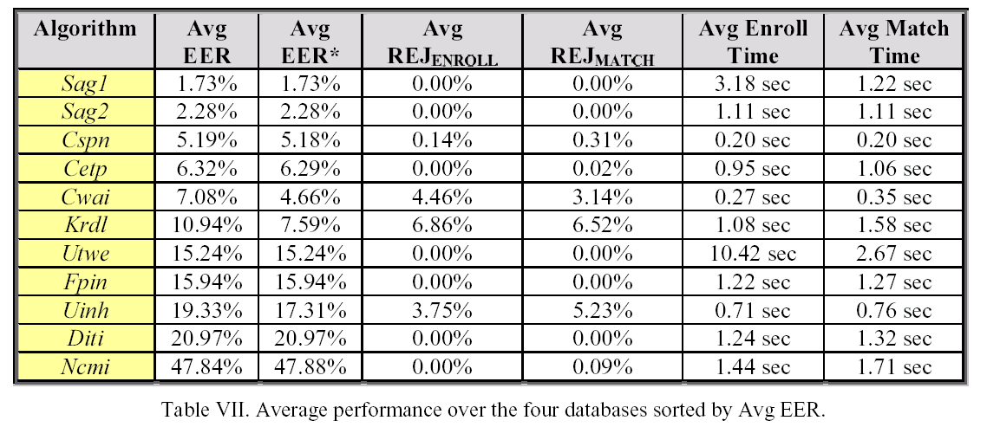 Algorithm Avg EER Avg EER* Avg REJENROLL Avg REJMATCH Avg Enroll Time Avg Match Time
Sag1 1.73% 1.73% 0.00% 0.00% 3.18 sec 1.22 sec
Sag2 2.28% 2.28% 0.00% 0.00% 1.11 sec 1.11 sec
Cspn 5.19% 5.18% 0.14% 0.31% 0.20 sec 0.20 sec
Cetp 6.32% 6.29% 0.00% 0.02% 0.95 sec 1.06 sec
Cwai 7.08% 4.66% 4.46% 3.14% 0.27 sec 0.35 sec
Krdl 10.94% 7.59% 6.86% 6.52% 1.08 sec 1.58 sec
Utwe 15.24% 15.24% 0.00% 0.00% 10.42 sec 2.67 sec
Fpin 15.94% 15.94% 0.00% 0.00% 1.22 sec 1.27 sec
Uinh 19.33% 17.31% 3.75% 5.23% 0.71 sec 0.76 sec
Diti 20.97% 20.97% 0.00% 0.00% 1.24 sec 1.32 sec
Ncmi 47.84% 47.88% 0.00% 0.09% 1.44 sec 1.71 sec
Table VII. Average performance over the four databases sorted by Avg EER.